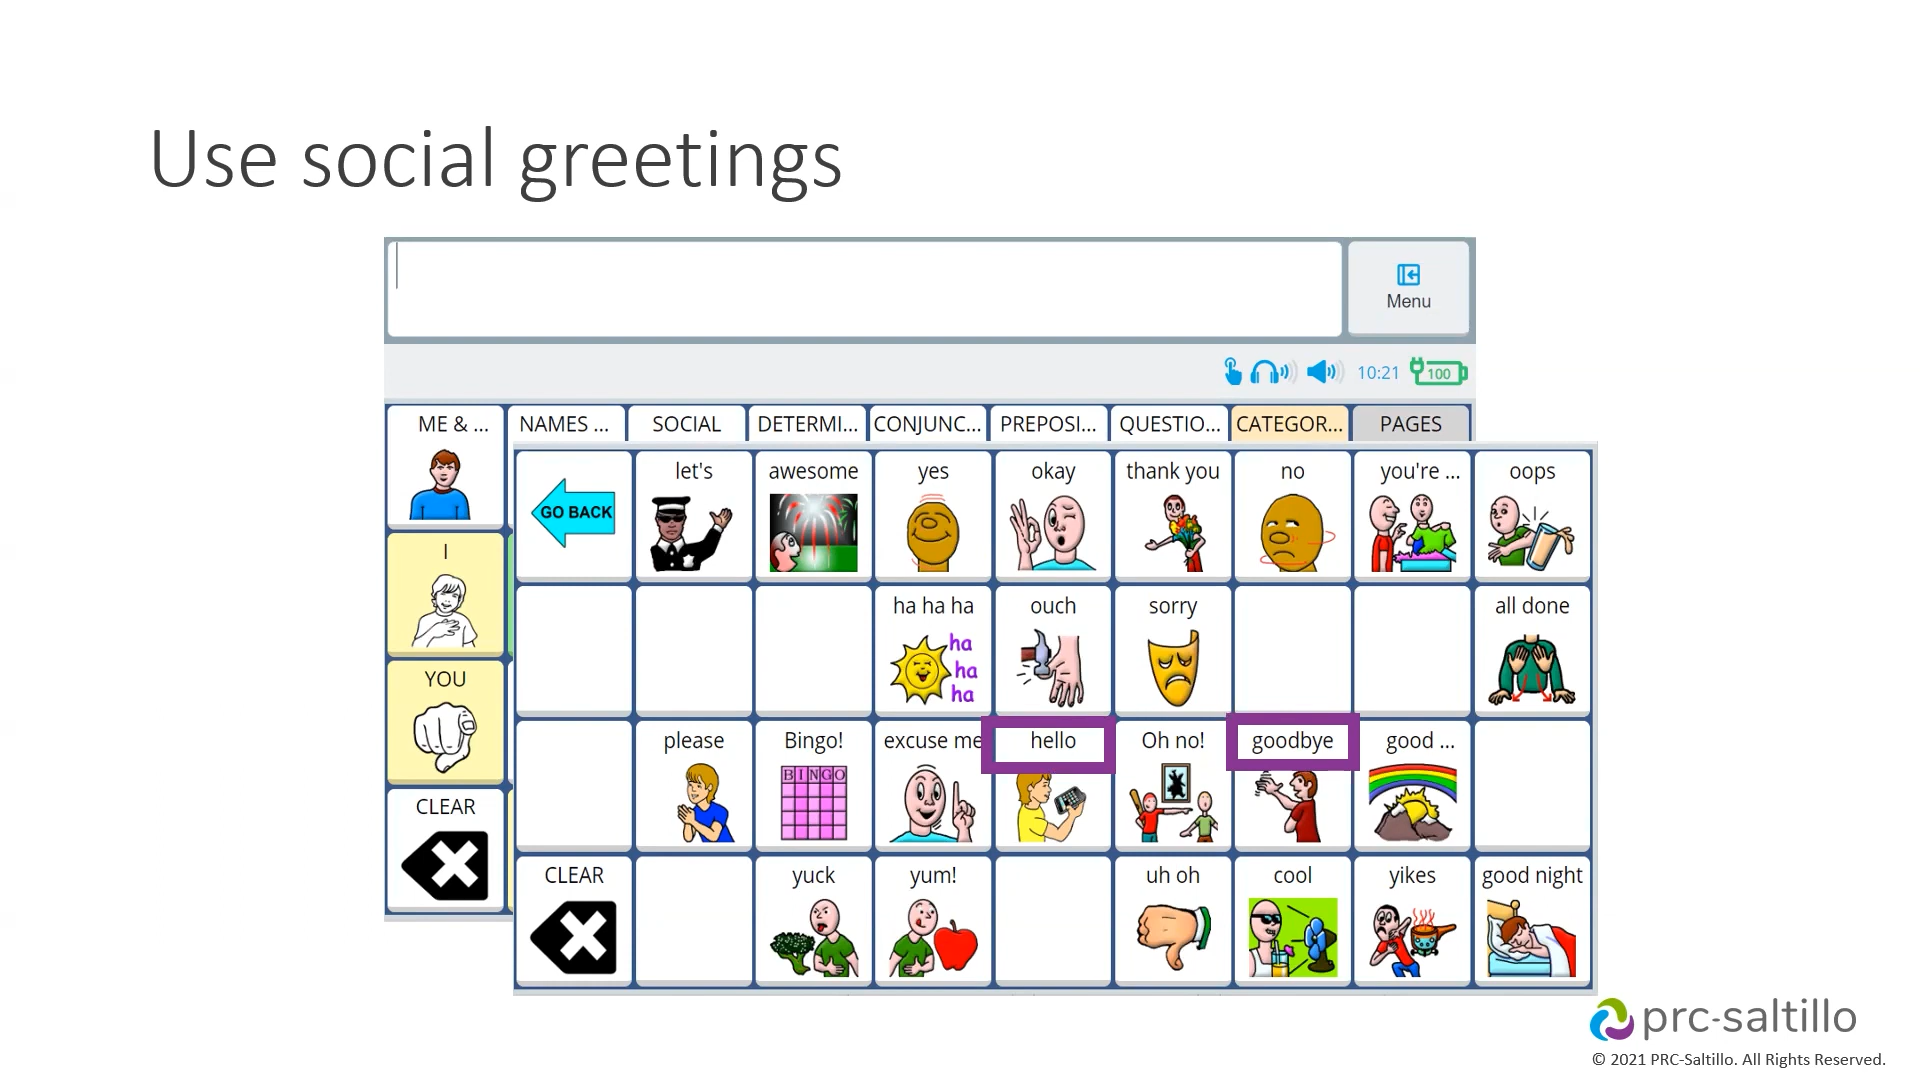 Use social greetings
Menu
10:21
100
ME & ...
NAMES ...
SOCIAL
DETERMI...
CONJUNC...
PREPOSI...
QUESTIO...
CATEGOR...
PAGES
I
YOU
CLEAR
GO BACK
let's
awesome
yes
okay
thank you
no
you're ...
oops
ha ha ha
ha
ha
ha
ouch
sorry
all done
please
Bingo!
BINGO
excuse me
hello
Oh no!
goodbye
good ...
CLEAR
yuck
yum!
uh oh
cool
yikes
good night
prc-saltillo
© 2021 PRC-Saltillo. All Rights Reserved.